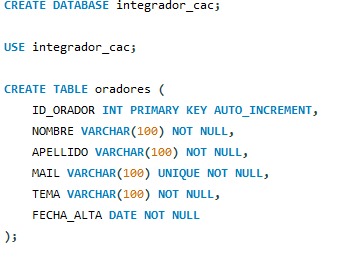 CREATE DATABASE integrador_cac;
USE integrador_cac;
CREATE TABLE oradores (
ID_ORADOR INT PRIMARY KEY AUTO_INCREMENT,
NOMBRE VARCHAR(100) NOT NULL,
APELLIDO VARCHAR(100) NOT NULL,
MAIL VARCHAR(100) UNIQUE NOT NULL,
TEMA VARCHAR(100) NOT NULL,
FECHA_ALTA DATE NOT NULL
);